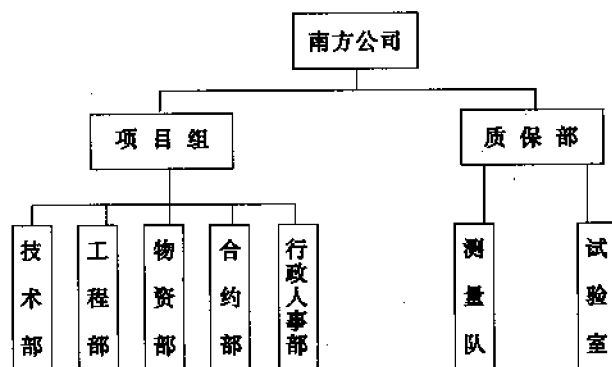 南方公司
项目组
质保部
技术部
工程部
物资部
合约部
行政人事部
测量队
试验室